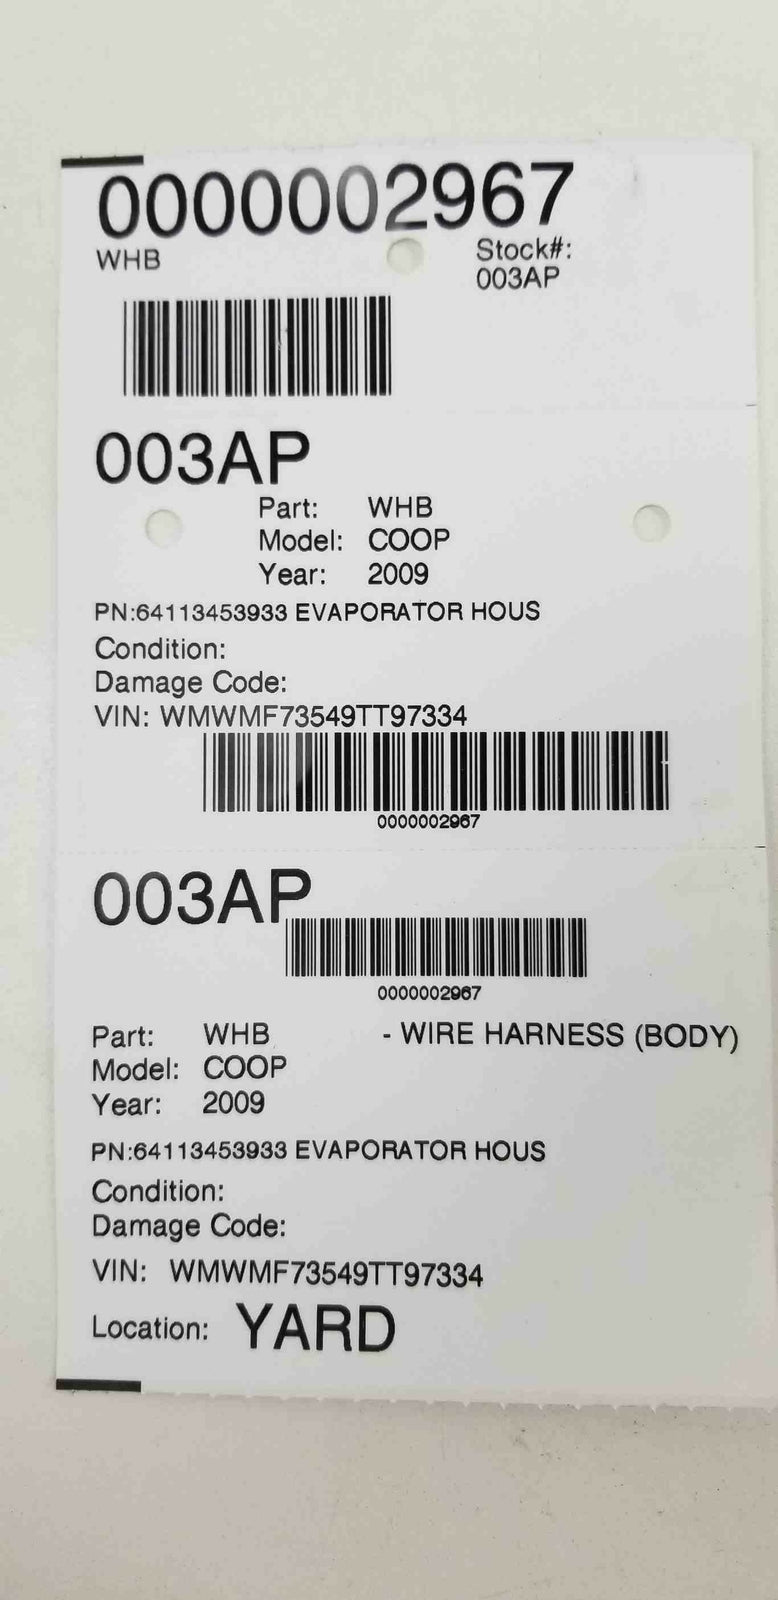 0000002967
WHB
Stock#:
003AP
003AP
Part: WHB
Model: COOP
Year: 2009
PN:64113453933 EVAPORATOR HOUS
Condition:
Damage Code:
VIN: WMWMF73549TT97334
0000002967
003AP
0000002967
Part: WHB - WIRE HARNESS (BODY)
Model: COOP
Year: 2009
PN:64113453933 EVAPORATOR HOUS
Condition:
Damage Code:
VIN: WMWMF73549TT97334
Location: YARD